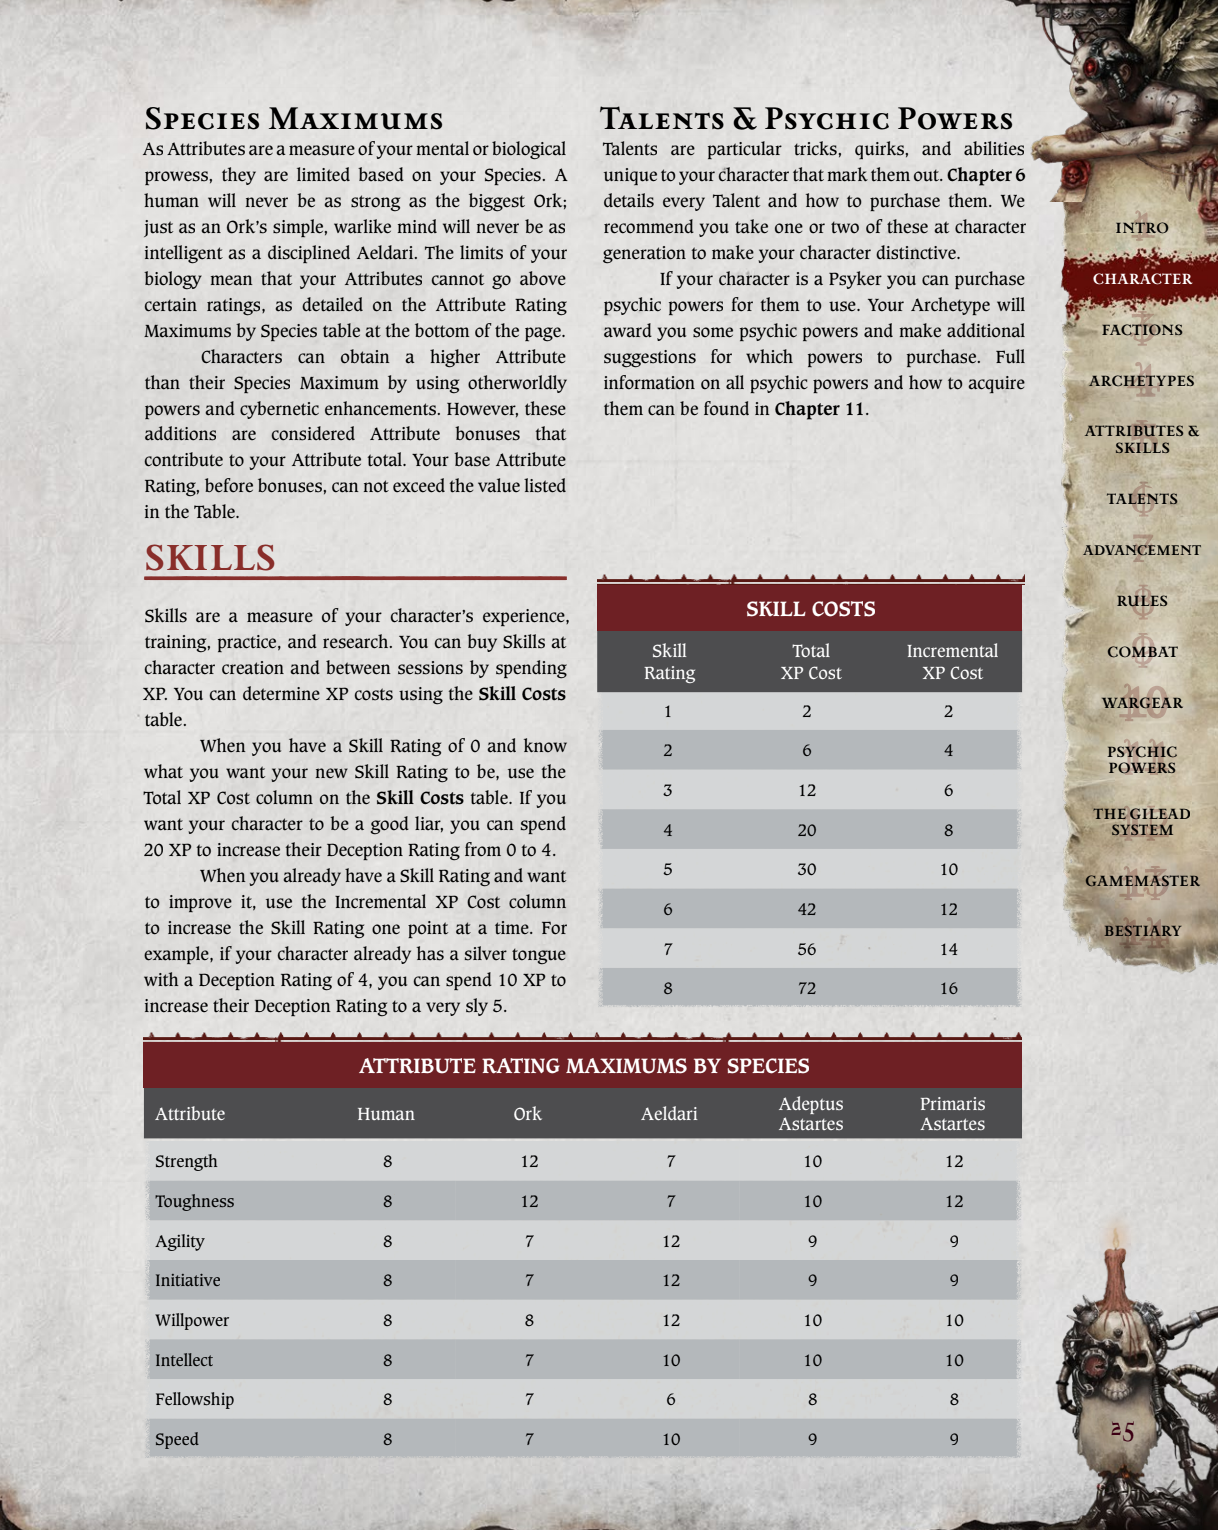 Species Maximums
As Attributes are a measure of your mental or biological
prowess, they are limited based on your Species. A
human will never be as strong as the biggest Ork;
just as an Ork's simple, warlike mind will never be as
intelligent as a disciplined Aeldari. The limits of your
biology mean that your Attributes cannot go above
certain ratings, as detailed on the Attribute Rating
Maximums by Species table at the bottom of the page.
Characters can obtain a higher Attribute
than their Species Maximum by using otherworldly
powers and cybernetic enhancements. However, these
additions are considered Attribute bonuses that
contribute to your Attribute total. Your base Attribute
Rating, before bonuses, can not exceed the value listed
in the Table.
SKILLS
Skills are a measure of your character's experience,
training, practice, and research. You can buy Skills at
character creation and between sessions by spending
XP. You can determine XP costs using the Skill Costs
table.
When you have a Skill Rating of 0 and know
what you want your new Skill Rating to be, use the
Total XP Cost column on the Skill Costs table. If you
want your character to be a good liar, you can spend
20 XP to increase their Deception Rating from 0 to 4.
When you already have a Skill Rating and want
to improve it, use the Incremental XP Cost column
to increase the Skill Rating one point at a time. For
example, if your character already has a silver tongue
with a Deception Rating of 4, you can spend 10 XP to
increase their Deception Rating to a very sly 5.
Talents & Psychic Powers
Talents are particular tricks, quirks, and abilities
unique to your character that mark them out. Chapter 6
details every Talent and how to purchase them. We
recommend you take one or two of these at character
generation to make your character distinctive.
If your character is a Psyker you can purchase
psychic powers for them to use. Your Archetype will
award you some psychic powers and make additional
suggestions for which powers to purchase. Full
information on all psychic powers and how to acquire
them can be found in Chapter 11.
SKILL COSTS
Skill Rating Total XP Cost Incremental XP Cost
1 2 2
2 6 4
3 12 6
4 20 8
5 30 10
6 42 12
7 56 14
8 72 16
ATTRIBUTE RATING MAXIMUMS BY SPECIES
Attribute Human Ork Aeldari Adeptus Astartes Primaris Astartes
Strength 8 12 7 10 12
Toughness 8 12 7 10 12
Agility 8 7 12 9 9
Initiative 8 7 12 9 9
Willpower 8 8 12 10 10
Intellect 8 7 10 10 10
Fellowship 8 7 6 8 8
Speed 8 7 10 9 9
INTRO
CHARACTER
FACTIONS
ARCHETYPES
ATTRIBUTES &
SKILLS
TALENTS
ADVANCEMENT
RULES
COMBAT
WARGEAR
PSYCHIC
POWERS
THE GILEAD
SYSTEM
GAMEMASTER
BESTIARY
25